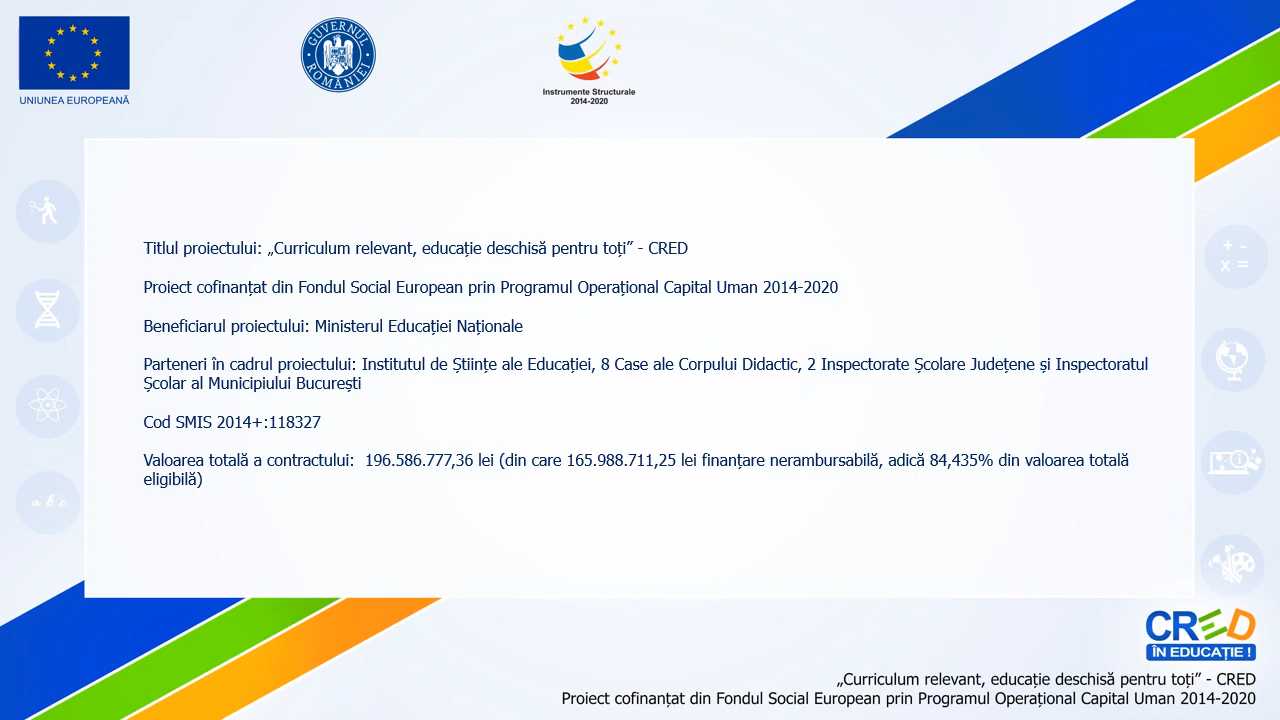 UNIUNEA EUROPEANĂ
GUVERNUL ROMÂNIEI
Instrumente Structurale
2014-2020
+ -
x =
a b c
Titlul proiectului: „Curriculum relevant, educație deschisă pentru toți” - CRED
Proiect cofinanțat din Fondul Social European prin Programul Operațional Capital Uman 2014-2020
Beneficiarul proiectului: Ministerul Educației Naționale
Parteneri în cadrul proiectului: Institutul de Științe ale Educației, 8 Case ale Corpului Didactic, 2 Inspectorate Școlare Județene și Inspectoratul
Școlar al Municipiului București
Cod SMIS 2014+:118327
Valoarea totală a contractului:  196.586.777,36 lei (din care 165.988.711,25 lei finanțare nerambursabilă, adică 84,435% din valoarea totală
eligibilă)
CRED
ÎN EDUCAȚIE !
„Curriculum relevant, educație deschisă pentru toți” - CRED
Proiect cofinanțat din Fondul Social European prin Programul Operațional Capital Uman 2014-2020